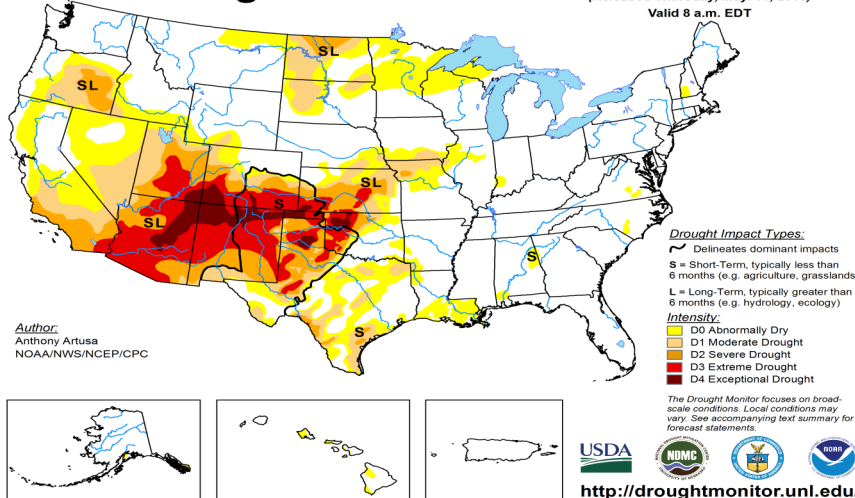 Valid 8 a.m. EDT
SL
SL
SL
S
SL
S
S
Drought Impact Types:
Delineates dominant impacts
S = Short-Term, typically less than
6 months (e.g. agriculture, grasslands
L = Long-Term, typically greater than
6 months (e.g. hydrology, ecology)
Intensity:
D0 Abnormally Dry
D1 Moderate Drought
D2 Severe Drought
D3 Extreme Drought
D4 Exceptional Drought
Author:
Anthony Artusa
NOAA/NWS/NCEP/CPC
The Drought Monitor focuses on broad-
scale conditions. Local conditions may
vary. See accompanying text summary for
forecast statements.
USDA
NDMC
NOAA
http://droughtmonitor.unl.edu